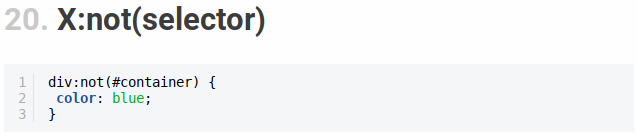 20. X:not(selector)
1 div:not(#container) {
2  color: blue;
3 }